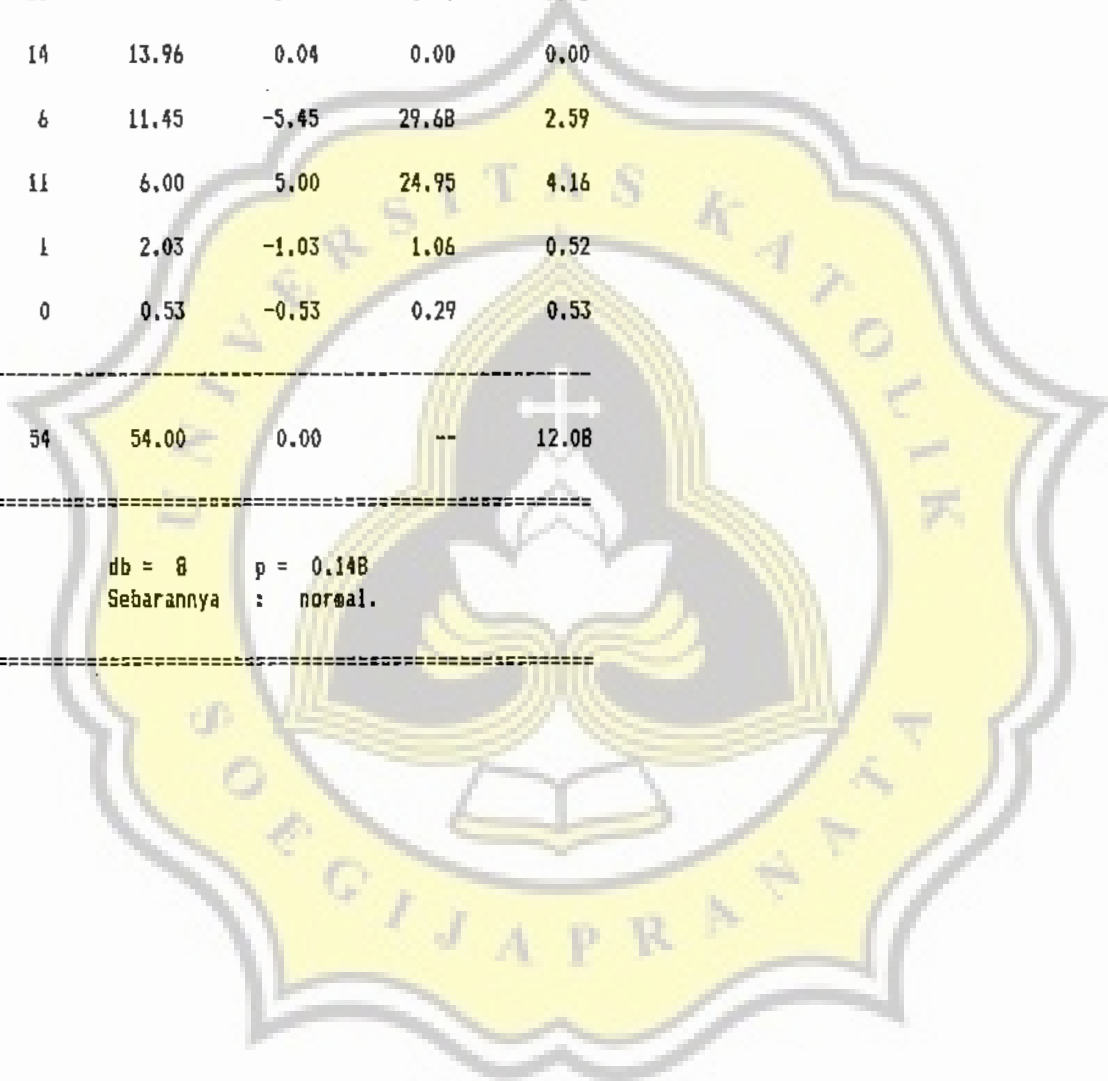 14 13.96 0.04 0.00 0.00
6 11.45 -5.45 29.68 2.59
11 6.00 5.00 24.95 4.16
1 2.03 -1.03 1.06 0.52
0 0.53 -0.53 0.29 0.53
54 54.00 0.00 -- 12.08
db = 8 p = 0.148
Sebarannya : normal.
UNIVERSITAS KATOLIK
SOEGIJAPRANATA